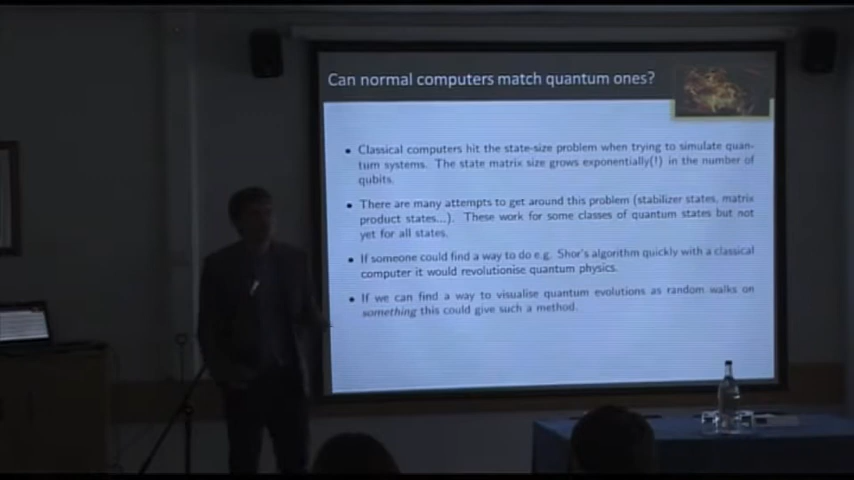 Can normal computers match quantum ones?
• Classical computers hit the state-size problem when trying to simulate quan-
tum systems. The state matrix size grows exponentially(!) in the number of
qubits.
• There are many attempts to get around this problem (stabilizer states, matrix
product states...). These work for some classes of quantum states but not
yet for all states.
• If someone could find a way to do e.g. Shor's algorithm quickly with a classical
computer it would revolutionise quantum physics.
• If we can find a way to visualise quantum evolutions as random walks on
something this could give such a method.